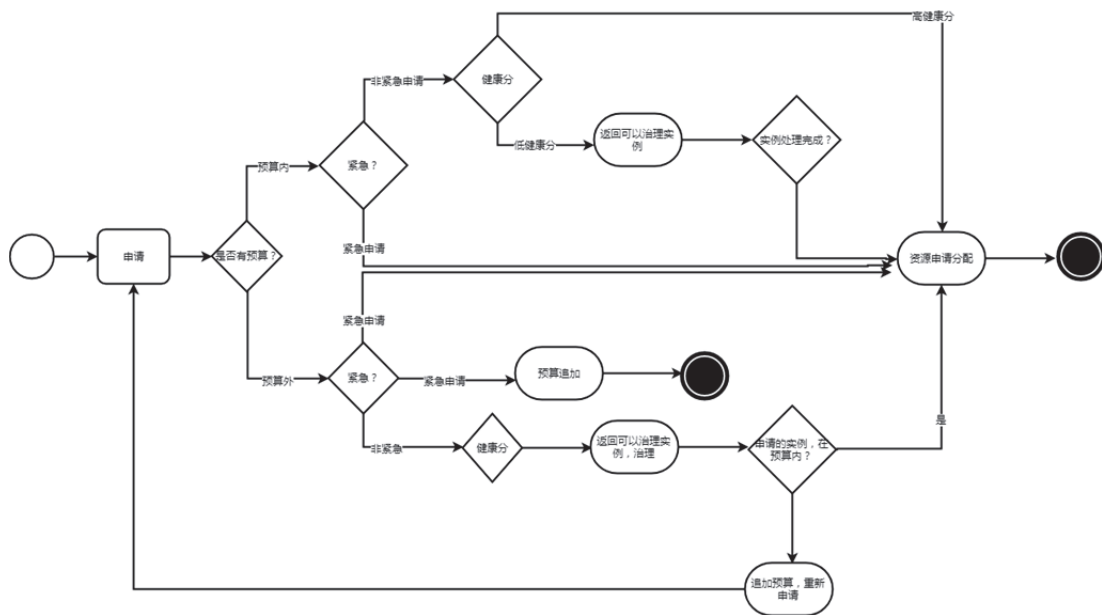 高健康分
非紧急申请
健康分
低健康分
返回可以治理实
例
实例处理完成？
预算内
紧急？
紧急申请
申请
是否有预算？
资源申请分配
紧急申请
预算外
紧急？
紧急申请
预算追加
非紧急
健康分
返回可以治理实
例，治理
申请的实例，在
预算内？
是
追加预算，重新
申请